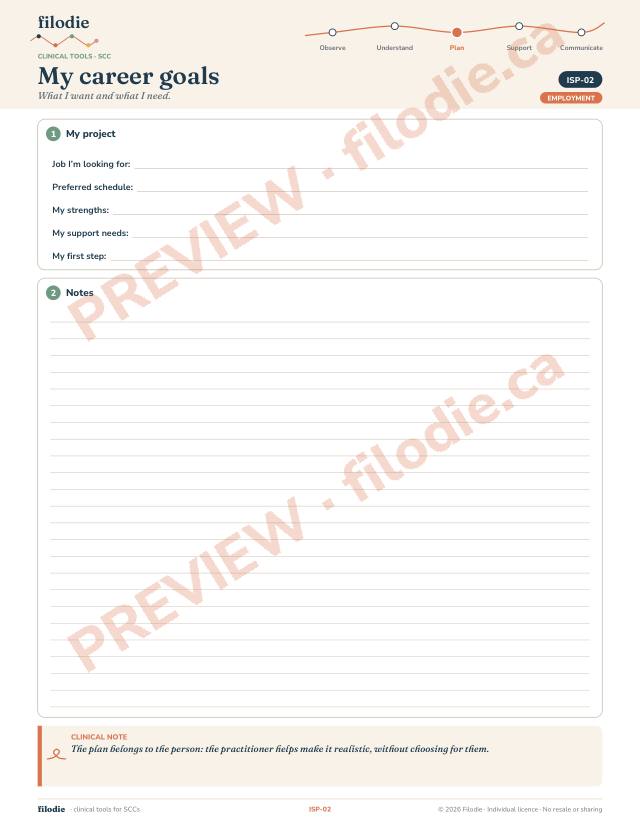 filodie
CLINICAL TOOLS · SCC
Observe Understand Plan Support Communicate
My career goals
What I want and what I need.
ISP-02
EMPLOYMENT
1 My project
Job I'm looking for:
Preferred schedule:
My strengths:
My support needs:
My first step:
2 Notes
PREVIEW · filodie.ca
PREVIEW · filodie.ca
CLINICAL NOTE
The plan belongs to the person: the practitioner helps make it realistic, without choosing for them.
filodie · clinical tools for SCCs ISP-02 © 2026 Filodie · Individual licence · No resale or sharing